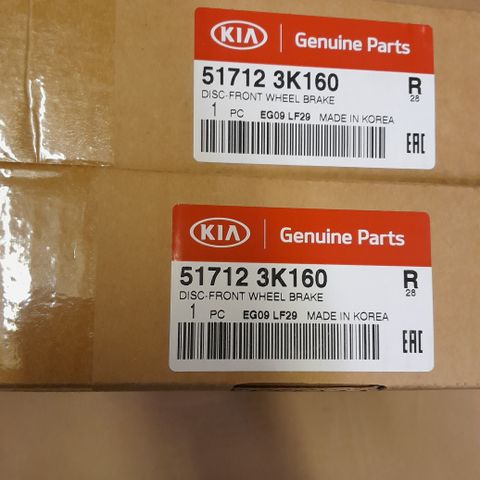 KIA Genuine Parts
51712 3K160 R
DISC-FRONT WHEEL BRAKE 28
1 PC EG09 LF29 MADE IN KOREA
EAC
KIA Genuine Parts
51712 3K160 R
DISC-FRONT WHEEL BRAKE 28
1 PC EG09 LF29 MADE IN KOREA
EAC